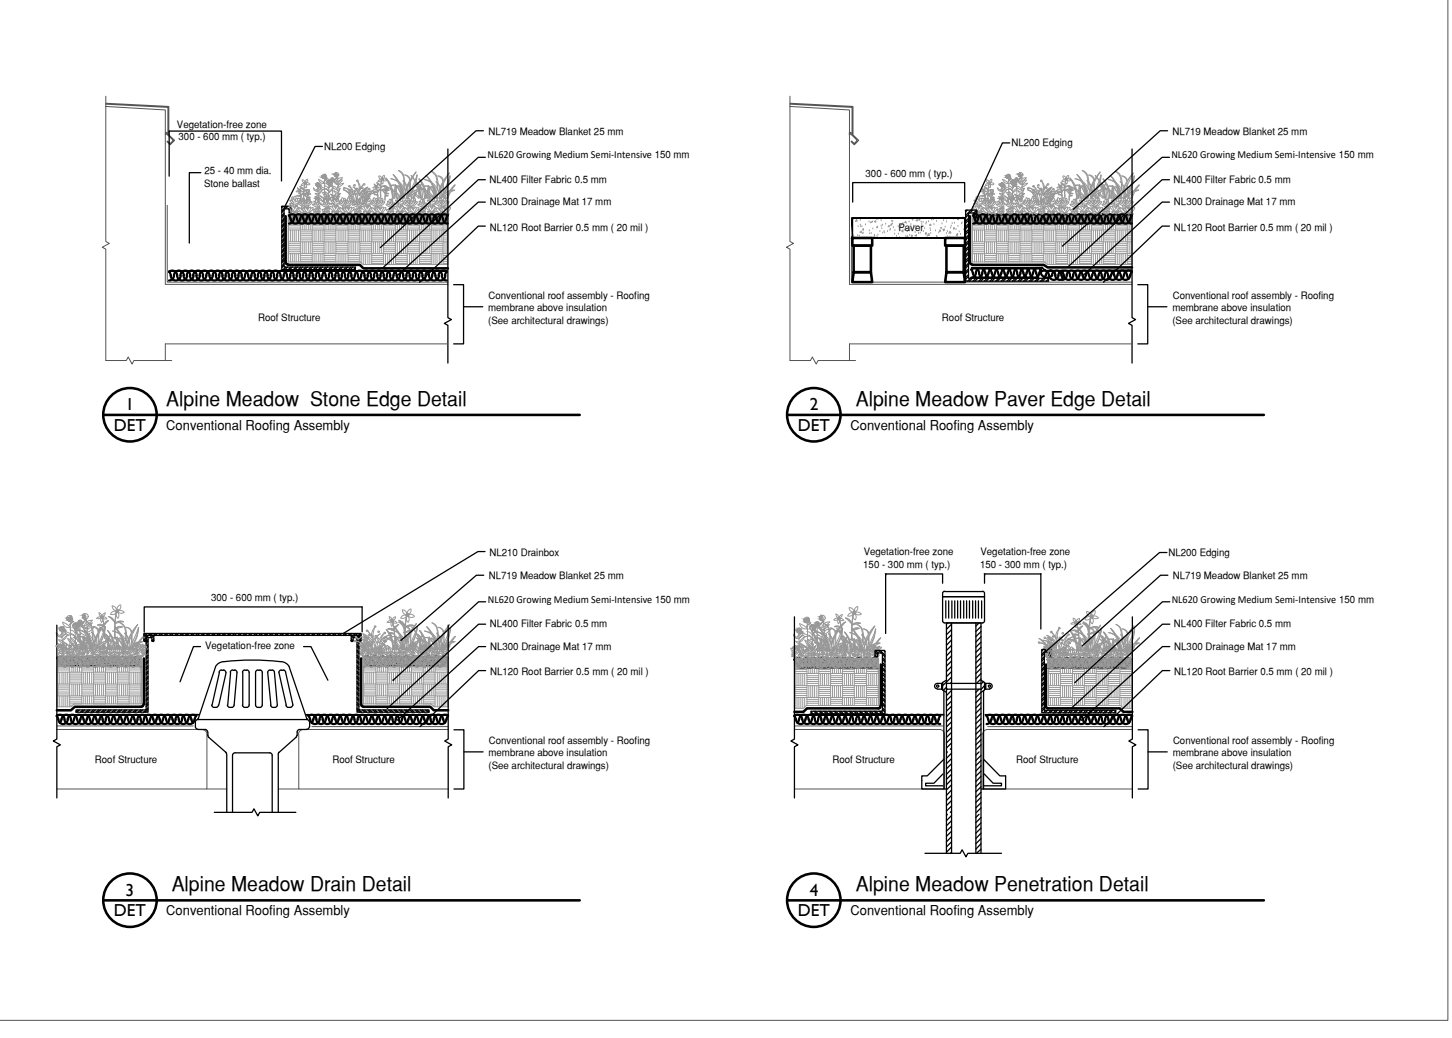 Vegetation-free zone
300 - 600 mm ( typ.)
25 - 40 mm dia.
Stone ballast
NL200 Edging
NL719 Meadow Blanket 25 mm
NL620 Growing Medium Semi-Intensive 150 mm
NL400 Filter Fabric 0.5 mm
NL300 Drainage Mat 17 mm
NL120 Root Barrier 0.5 mm ( 20 mil )
Conventional roof assembly - Roofing
membrane above insulation
(See architectural drawings)
Roof Structure
1
DET
Alpine Meadow Stone Edge Detail
Conventional Roofing Assembly
300 - 600 mm ( typ.)
Paver
NL200 Edging
NL719 Meadow Blanket 25 mm
NL620 Growing Medium Semi-Intensive 150 mm
NL400 Filter Fabric 0.5 mm
NL300 Drainage Mat 17 mm
NL120 Root Barrier 0.5 mm ( 20 mil )
Conventional roof assembly - Roofing
membrane above insulation
(See architectural drawings)
Roof Structure
2
DET
Alpine Meadow Paver Edge Detail
Conventional Roofing Assembly
300 - 600 mm ( typ.)
Vegetation-free zone
NL210 Drainbox
NL719 Meadow Blanket 25 mm
NL620 Growing Medium Semi-Intensive 150 mm
NL400 Filter Fabric 0.5 mm
NL300 Drainage Mat 17 mm
NL120 Root Barrier 0.5 mm ( 20 mil )
Conventional roof assembly - Roofing
membrane above insulation
(See architectural drawings)
Roof Structure
Roof Structure
3
DET
Alpine Meadow Drain Detail
Conventional Roofing Assembly
Vegetation-free zone
150 - 300 mm ( typ.)
Vegetation-free zone
150 - 300 mm ( typ.)
NL200 Edging
NL719 Meadow Blanket 25 mm
NL620 Growing Medium Semi-Intensive 150 mm
NL400 Filter Fabric 0.5 mm
NL300 Drainage Mat 17 mm
NL120 Root Barrier 0.5 mm ( 20 mil )
Conventional roof assembly - Roofing
membrane above insulation
(See architectural drawings)
Roof Structure
Roof Structure
4
DET
Alpine Meadow Penetration Detail
Conventional Roofing Assembly